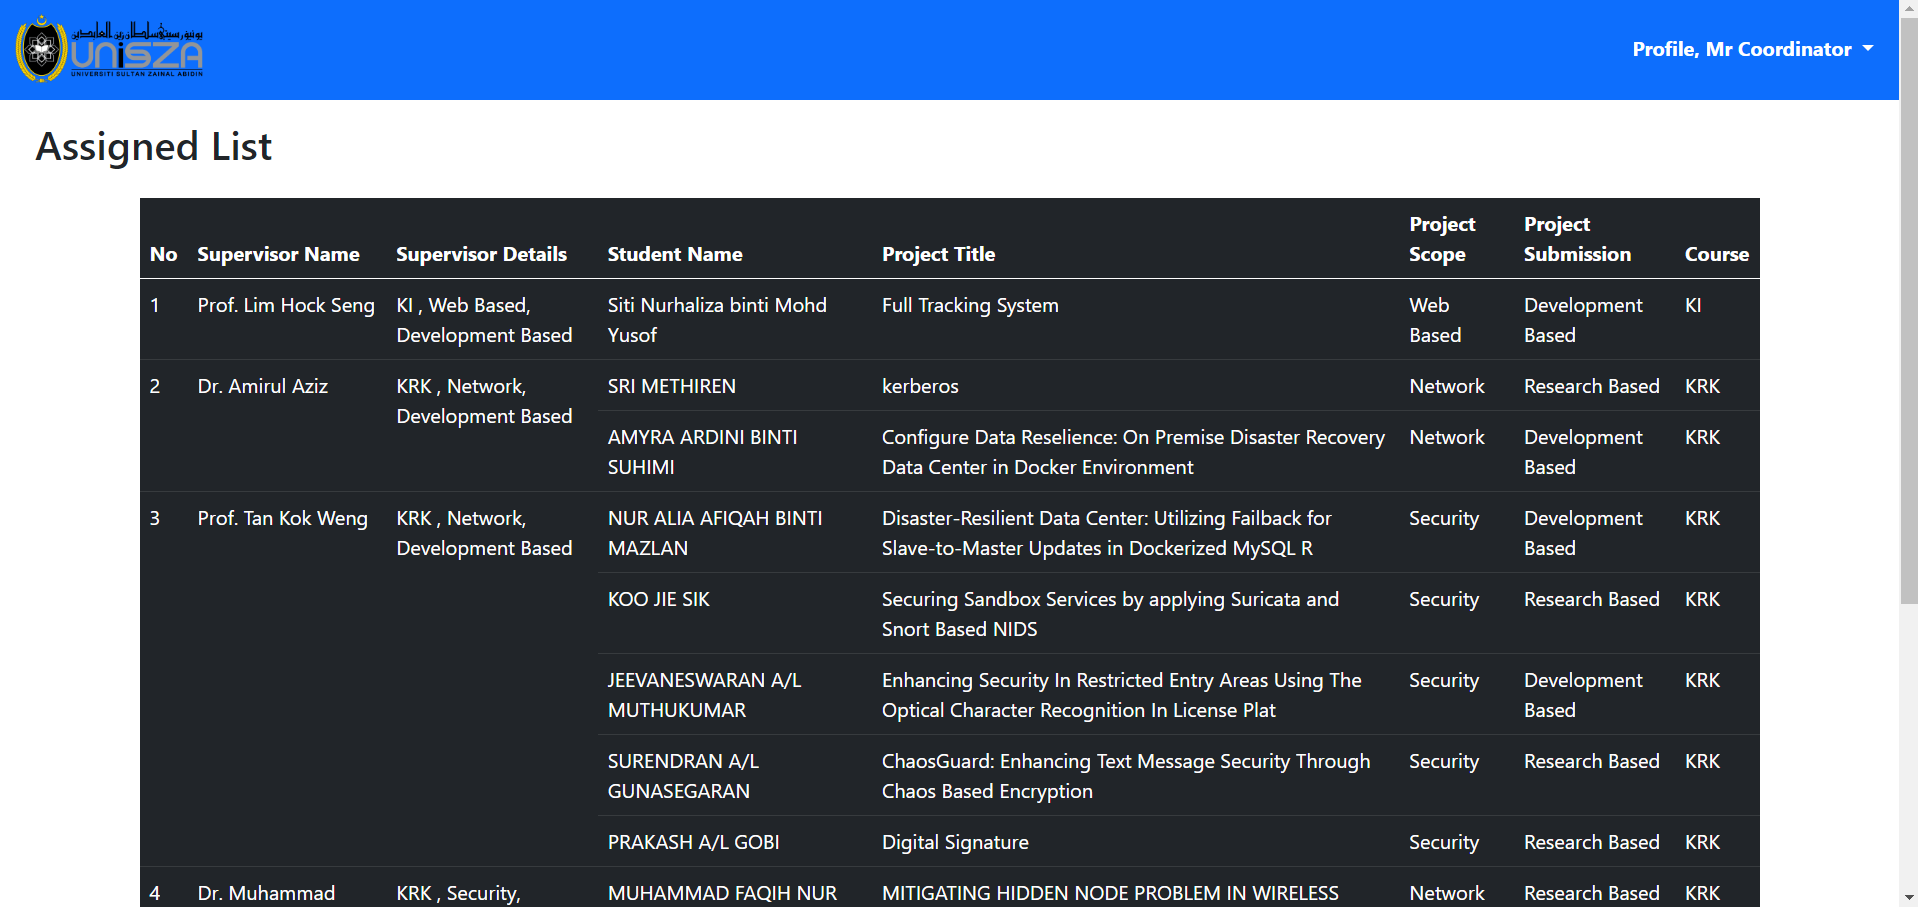 يونيۏرسيتي سلطان زين العابدين
UniSZA
UNIVERSITI SULTAN ZAINAL ABIDIN
Profile, Mr Coordinator
Assigned List
No Supervisor Name Supervisor Details Student Name Project Title Project Scope Project Submission Course
1 Prof. Lim Hock Seng KI , Web Based, Siti Nurhaliza binti Mohd Full Tracking System Web Development KI
Development Based Yusof Based Based
2 Dr. Amirul Aziz KRK , Network, SRI METHIREN kerberos Network Research Based KRK
Development Based
AMYRA ARDINI BINTI Configure Data Reselience: On Premise Disaster Recovery Network Development KRK
SUHIMI Data Center in Docker Environment Based
3 Prof. Tan Kok Weng KRK , Network, NUR ALIA AFIQAH BINTI Disaster-Resilient Data Center: Utilizing Failback for Security Development KRK
Development Based MAZLAN Slave-to-Master Updates in Dockerized MySQL R Based
KOO JIE SIK Securing Sandbox Services by applying Suricata and Security Research Based KRK
Snort Based NIDS
JEEVANESWARAN A/L Enhancing Security In Restricted Entry Areas Using The Security Development KRK
MUTHUKUMAR Optical Character Recognition In License Plat Based
SURENDRAN A/L ChaosGuard: Enhancing Text Message Security Through Security Research Based KRK
GUNASEGARAN Chaos Based Encryption
PRAKASH A/L GOBI Digital Signature Security Research Based KRK
4 Dr. Muhammad KRK , Security, MUHAMMAD FAQIH NUR MITIGATING HIDDEN NODE PROBLEM IN WIRELESS Network Research Based KRK